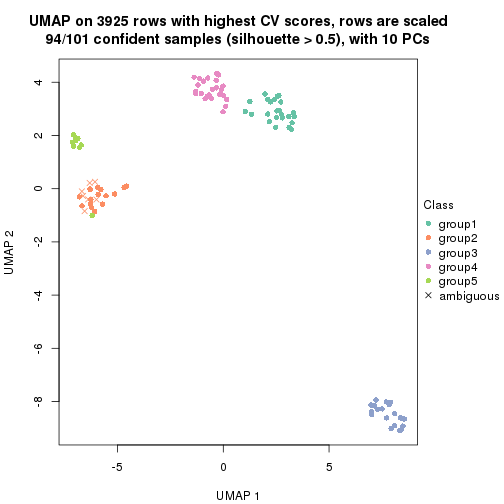 UMAP on 3925 rows with highest CV scores, rows are scaled
94/101 confident samples (silhouette > 0.5), with 10 PCs
4
2
0
-2
-4
-6
-8
UMAP 2
-5
0
5
UMAP 1
Class
group1
group2
group3
group4
group5
ambiguous